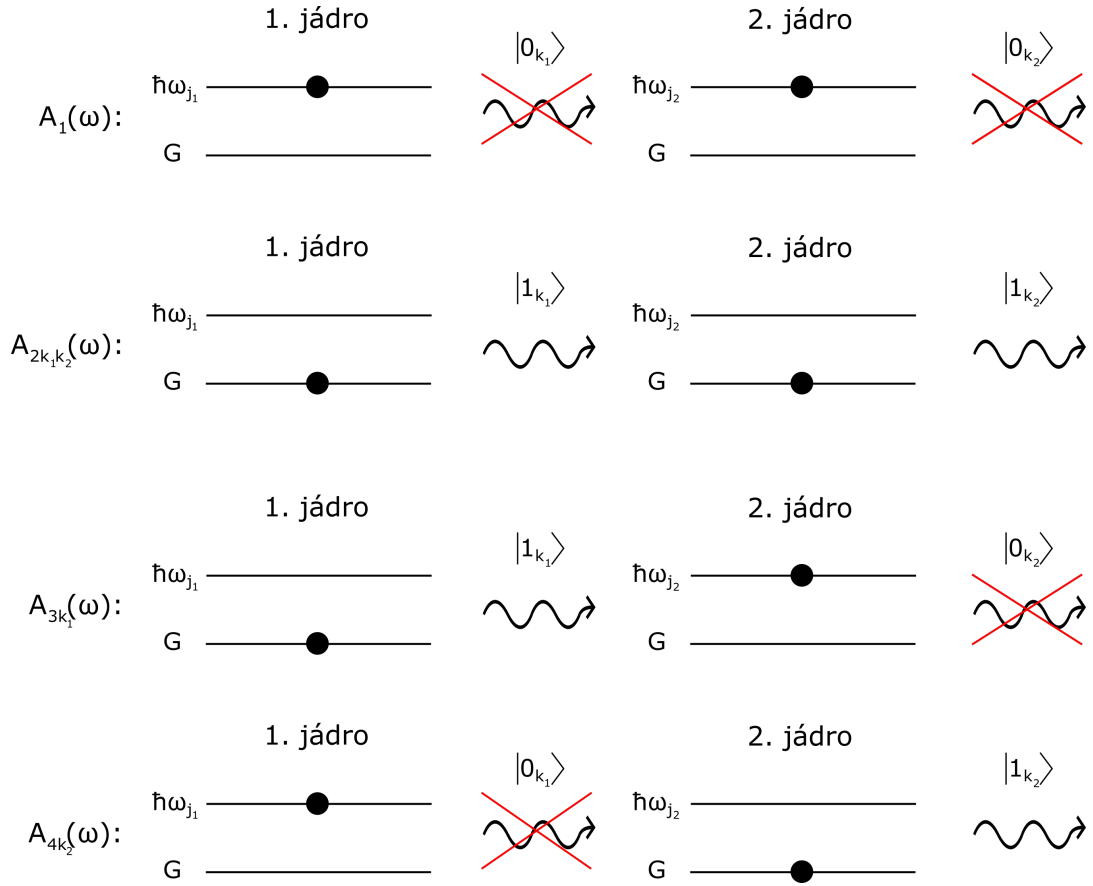 1. jádro 2. jádro
|0k₁⟩ |0k₂⟩
ħωj₁ ħωj₂
A₁(ω):
G G
1. jádro 2. jádro
|1k₁⟩ |1k₂⟩
ħωj₁ ħωj₂
A₂k₁k₂(ω):
G G
1. jádro 2. jádro
|1k₁⟩ |0k₂⟩
ħωj₁ ħωj₂
A₃k₁(ω):
G G
1. jádro 2. jádro
|0k₁⟩ |1k₂⟩
ħωj₁ ħωj₂
A₄k₂(ω):
G G